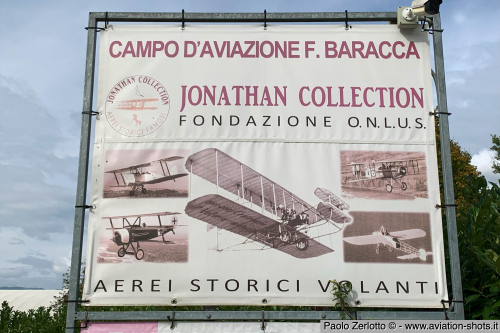 CAMPO D'AVIAZIONE F. BARACCA
JONATHAN COLLECTION
JONATHAN COLLECTION
FONDAZIONE O.N.L.U.S.
AEREI STORICI VOLANTI
Paolo Zerlotto © - www.aviation-shots.it